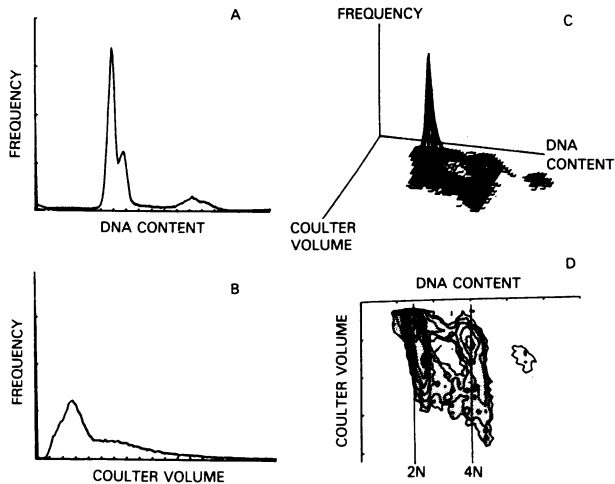 A
FREQUENCY
DNA CONTENT
FREQUENCY
C
DNA
CONTENT
COULTER
VOLUME
B
FREQUENCY
COULTER VOLUME
D
DNA CONTENT
COULTER VOLUME
2N
4N